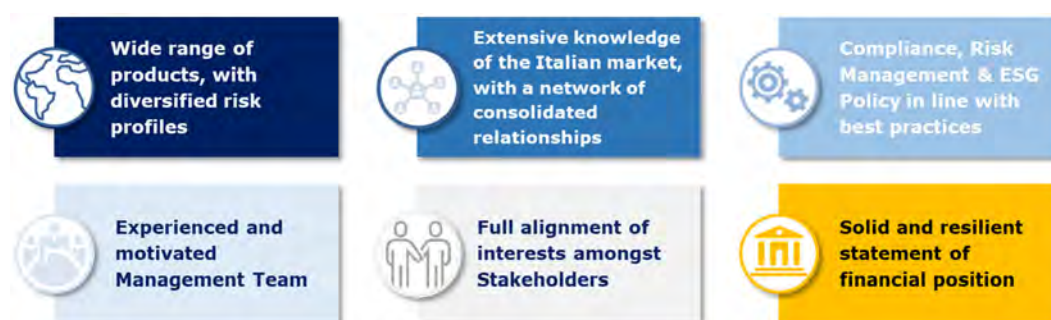 Wide range of
products, with
diversified risk
profiles
Extensive knowledge
of the Italian market,
with a network of
consolidated
relationships
Compliance, Risk
Management & ESG
Policy in line with
best practices
Experienced and
motivated
Management Team
Full alignment of
interests amongst
Stakeholders
Solid and resilient
statement of
financial position